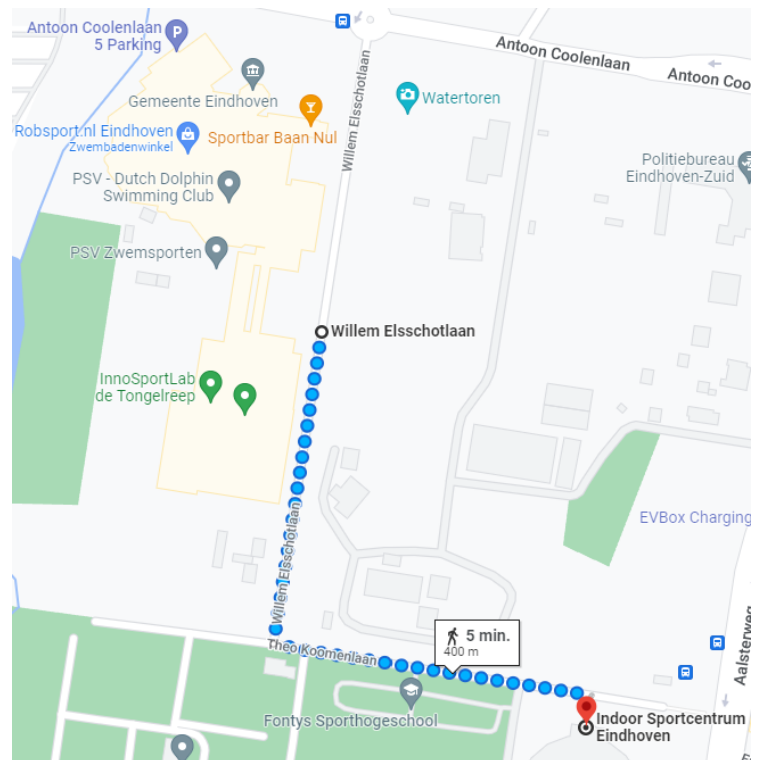 Antoon Coolenlaan
5 Parking
P
Antoon Coolenlaan
Antoon Coo
Gemeente Eindhoven
Willem Elsschotlaan
Watertoren
Robsport.nl Eindhoven
Zwembadenwinkel
Sportbar Baan Nul
Politiebureau
Eindhoven-Zuid
PSV - Dutch Dolphin
Swimming Club
PSV Zwemsporten
Willem Elsschotlaan
InnoSportLab
de Tongelreep
EVBox Charging
Willem Elsschotlaan
5 min.
400 m
Theo Koomenlaan
Aalsterweg
Fontys Sporthogeschool
Indoor Sportcentrum
Eindhoven